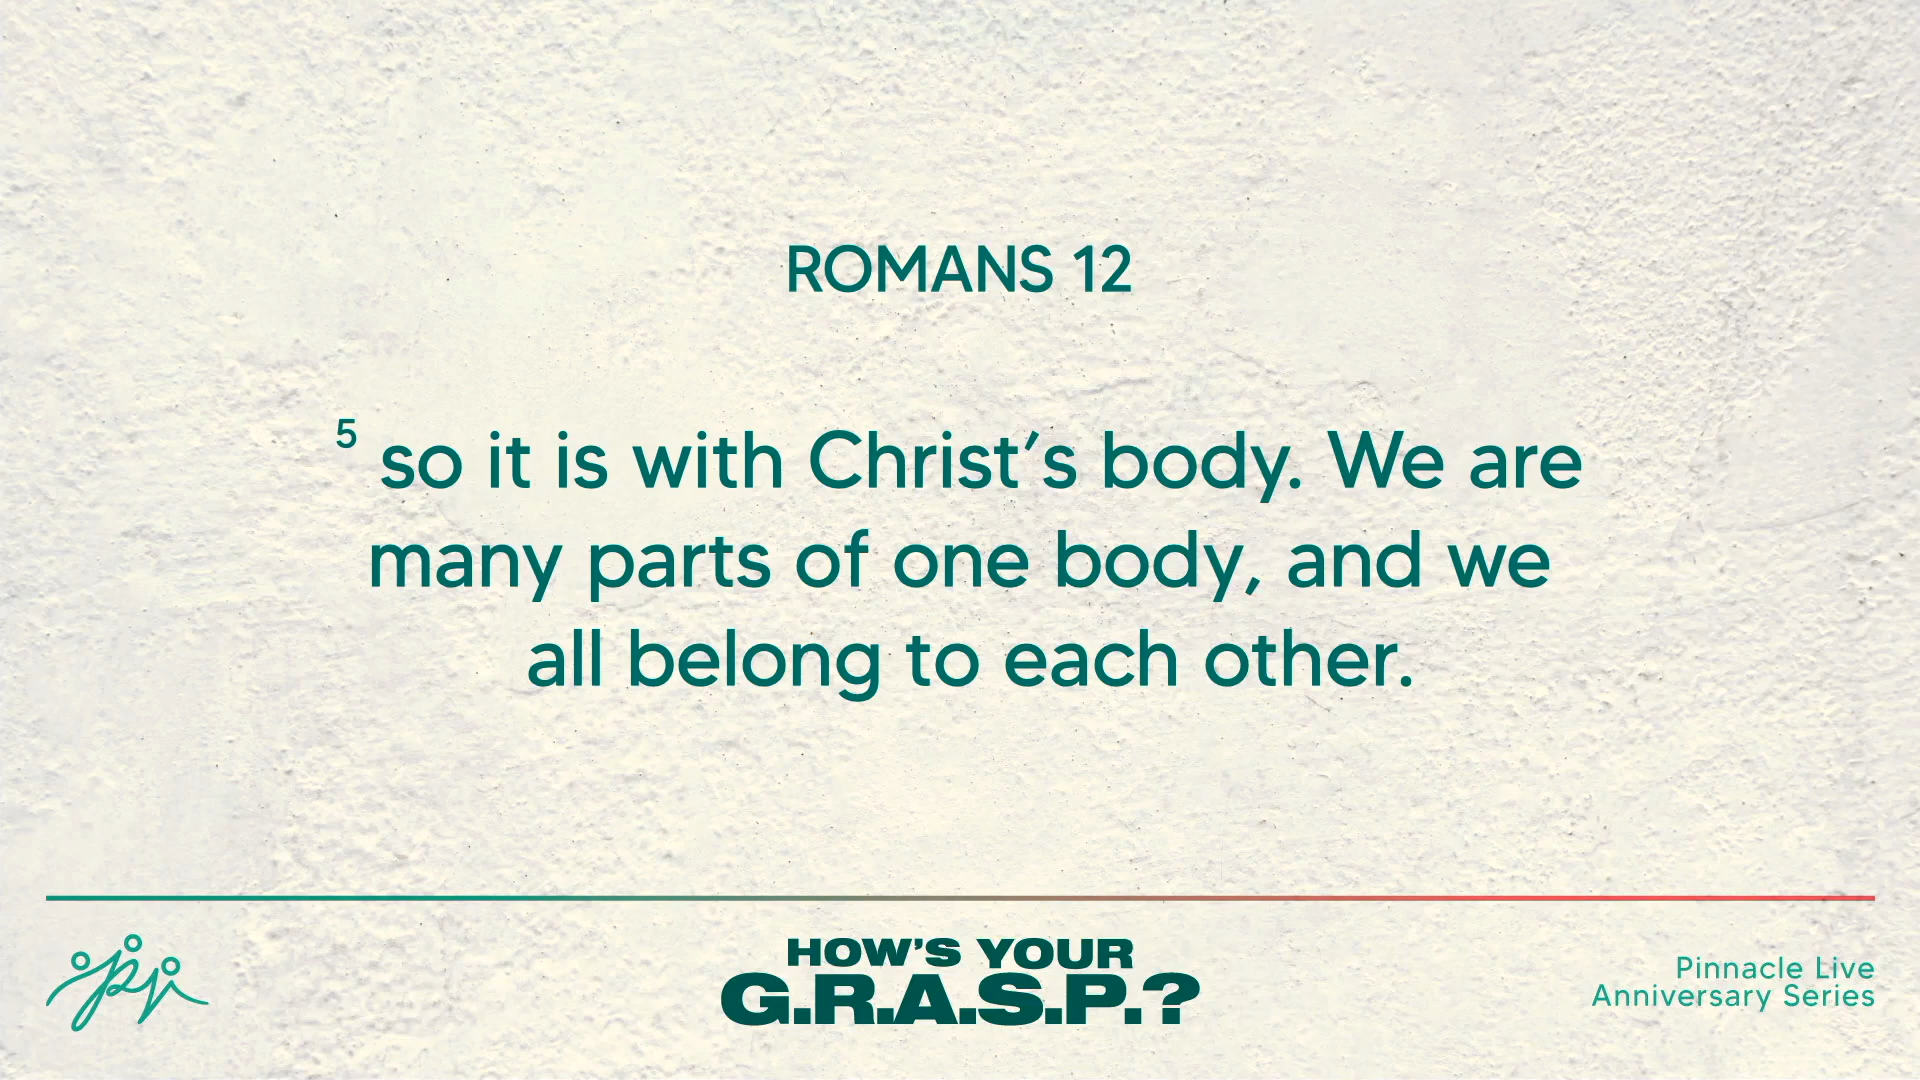 ROMANS 12
5 so it is with Christ’s body. We are
many parts of one body, and we
all belong to each other.
HOW’S YOUR
G.R.A.S.P.?
Pinnacle Live
Anniversary Series